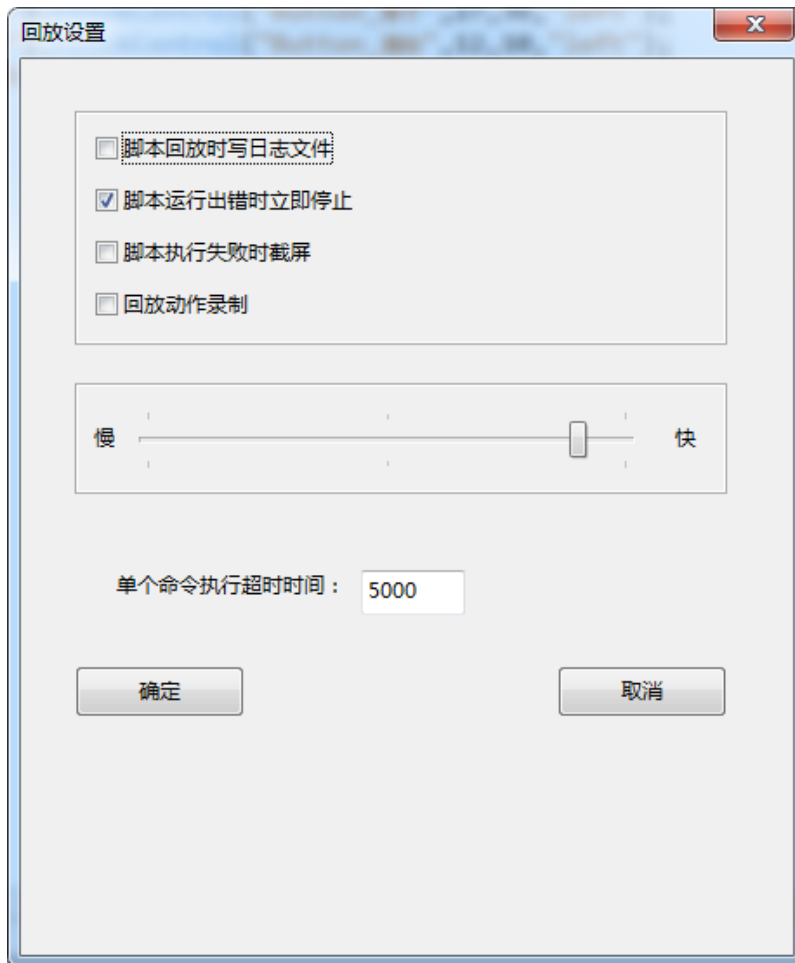 回放设置
脚本回放时写日志文件
脚本运行出错时立即停止
脚本执行失败时截屏
回放动作录制
慢
快
单个命令执行超时时间：
5000
确定
取消